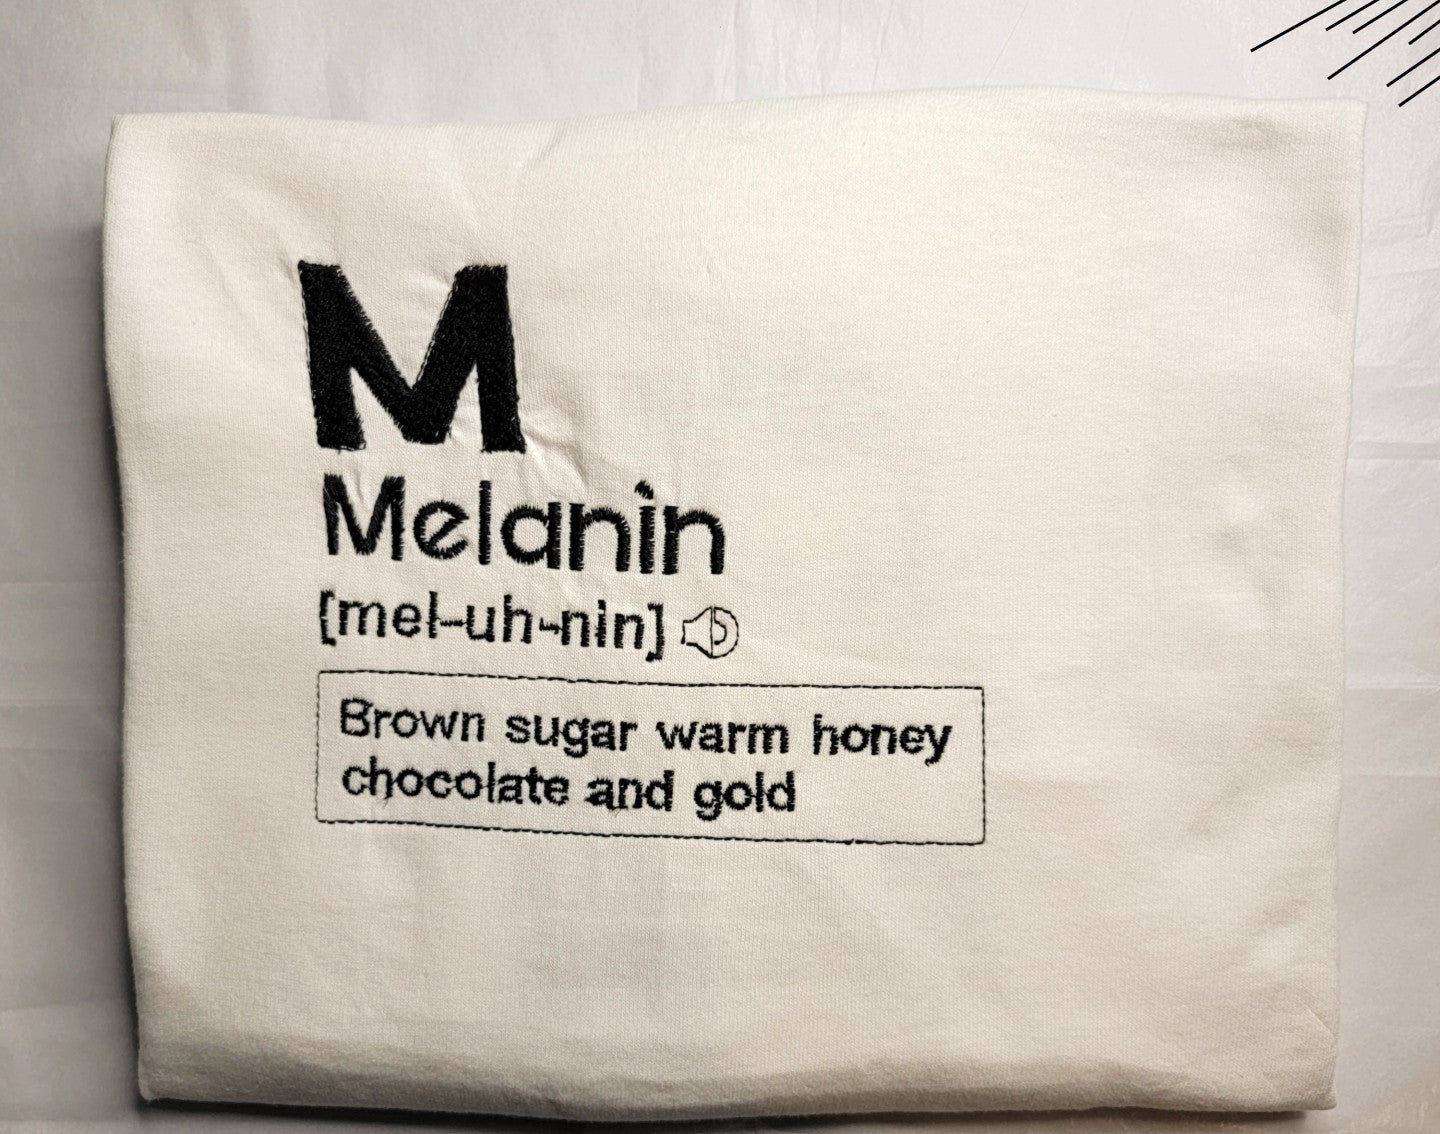 M
Melanin
[mel-uh-nin]
Brown sugar warm honey
chocolate and gold